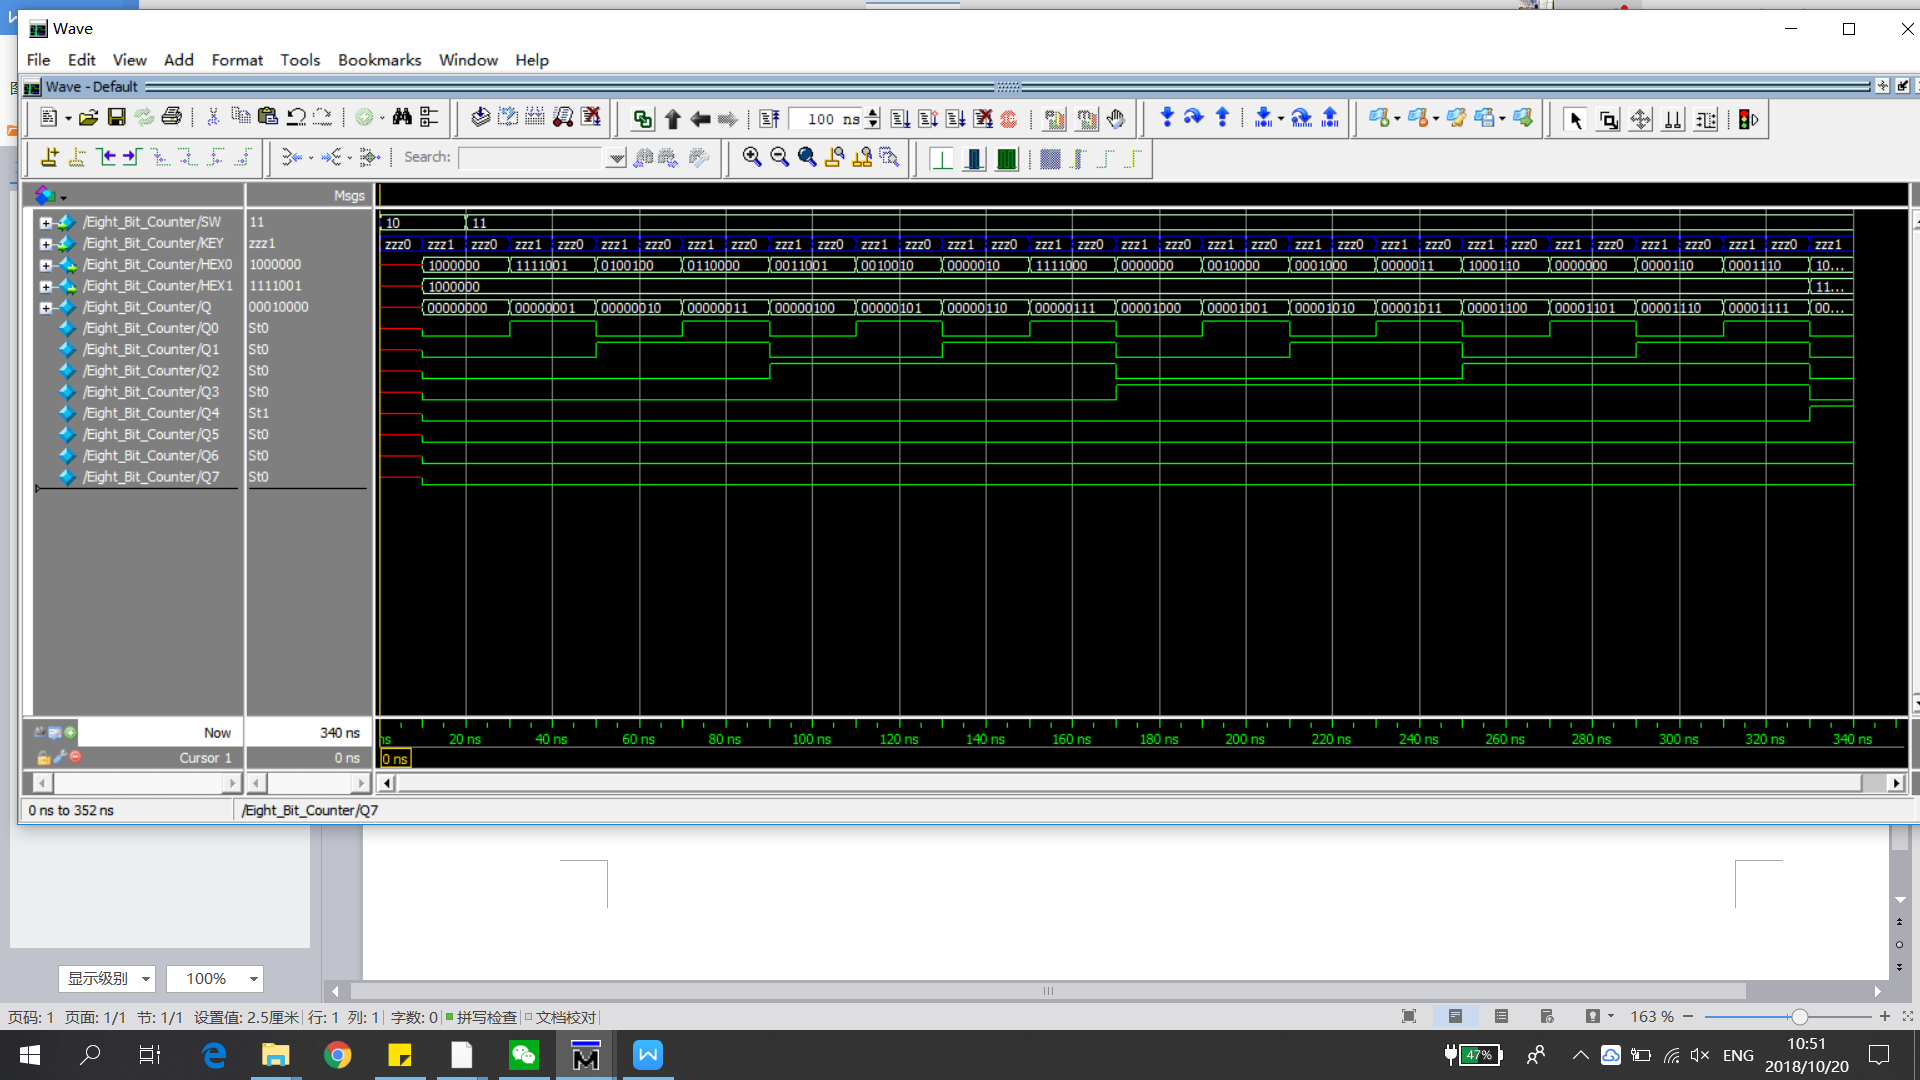 Wave
File Edit View Add Format Tools Bookmarks Window Help
Wave - Default
100 ns
Search:
Msgs
/Eight_Bit_Counter/SW 11 10 11
/Eight_Bit_Counter/KEY zzz1 zzz0 zzz1 zzz0 zzz1 zzz0 zzz1 zzz0 zzz1 zzz0 zzz1 zzz0 zzz1 zzz0 zzz1 zzz0 zzz1 zzz0 zzz1 zzz0 zzz1 zzz0 zzz1 zzz0 zzz1 zzz0 zzz1 zzz0 zzz1 zzz0 zzz1 zzz0 zzz1
/Eight_Bit_Counter/HEX0 1000000 1000000 1111001 0100100 0110000 0011001 0010010 0000010 1111000 0000000 0010000 0001000 0000011 1000110 0000000 0000110 0001110 10...
/Eight_Bit_Counter/HEX1 1111001 1000000 11...
/Eight_Bit_Counter/Q 00010000 00000000 00000001 00000010 00000011 00000100 00000101 00000110 00000111 00001000 00001001 00001010 00001011 00001100 00001101 00001110 00001111 00...
/Eight_Bit_Counter/Q0 St0
/Eight_Bit_Counter/Q1 St0
/Eight_Bit_Counter/Q2 St0
/Eight_Bit_Counter/Q3 St0
/Eight_Bit_Counter/Q4 St1
/Eight_Bit_Counter/Q5 St0
/Eight_Bit_Counter/Q6 St0
/Eight_Bit_Counter/Q7 St0
Now 340 ns ns 20 ns 40 ns 60 ns 80 ns 100 ns 120 ns 140 ns 160 ns 180 ns 200 ns 220 ns 240 ns 260 ns 280 ns 300 ns 320 ns 340 ns
Cursor 1 0 ns 0 ns
0 ns to 352 ns /Eight_Bit_Counter/Q7
显示级别 100%
页码: 1 页面: 1/1 节: 1/1 设置值: 2.5厘米 行: 1 列: 1 字数: 0 拼写检查 文档校对 163 %
47% ENG 10:51
2018/10/20